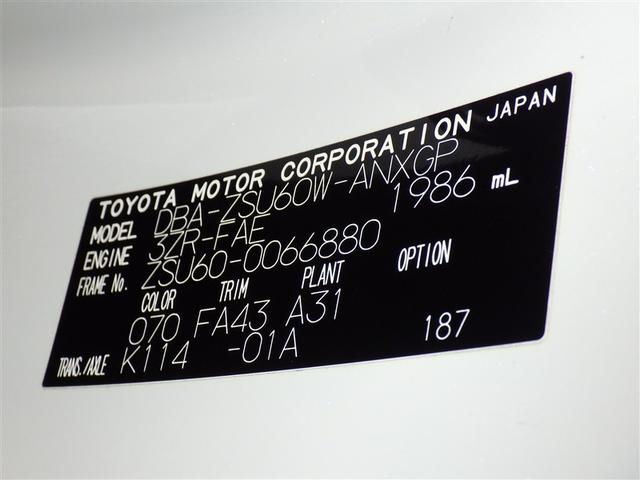 TOYOTA MOTOR CORPORATION JAPAN
MODEL DBA-ZSU60W-ANXGP
ENGINE 3ZR-FAE 1986 mL
FRAME No. ZSU60-0066880
COLOR TRIM PLANT OPTION
070 FA43 A31
TRANS./AXLE K114 -01A 187